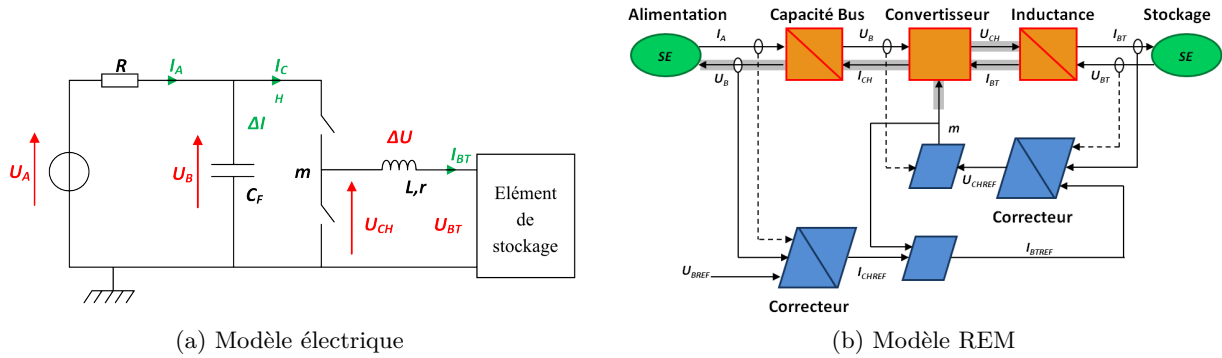 R
I_A
I_C
H
ΔI
ΔU
I_BT
U_A
U_B
C_F
m
L,r
U_CH
U_BT
Elément
de
stockage
(a) Modèle électrique
Alimentation
Capacité Bus
Convertisseur
Inductance
Stockage
SE
I_A
U_B
U_CH
I_BT
SE
U_B
I_CH
I_BT
U_BT
m
U_CHREF
Correcteur
U_BREF
I_CHREF
I_BTREF
Correcteur
(b) Modèle REM